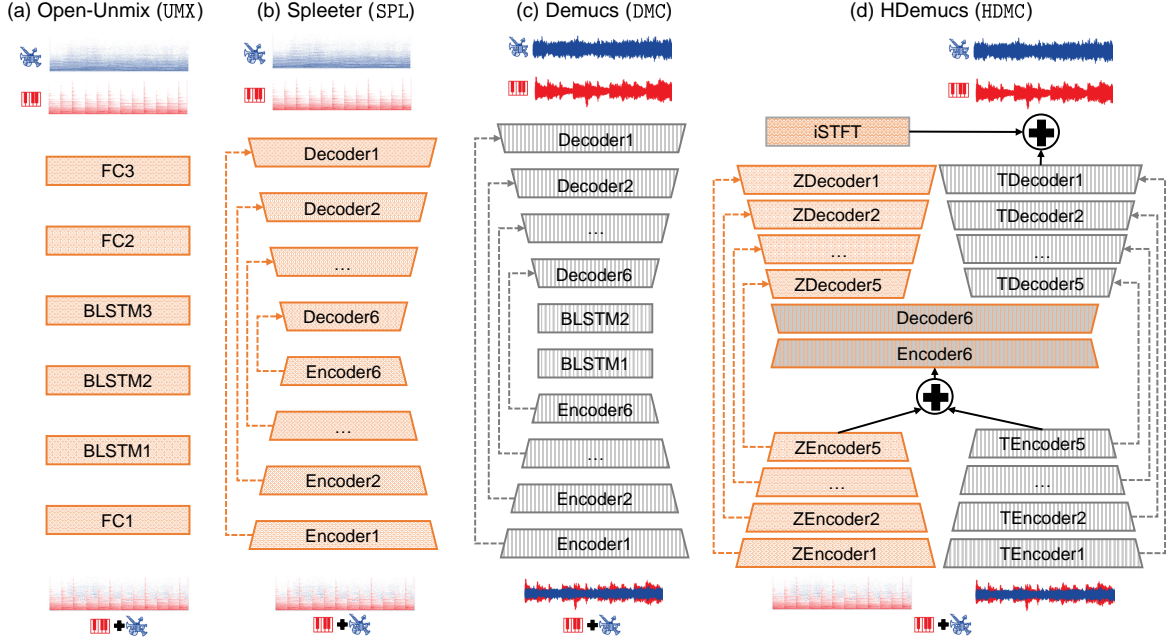 (a) Open-Unmix (UMX)
FC3
FC2
BLSTM3
BLSTM2
BLSTM1
FC1
(b) Spleeter (SPL)
Decoder1
Decoder2
...
Decoder6
Encoder6
...
Encoder2
Encoder1
(c) Demucs (DMC)
Decoder1
Decoder2
...
Decoder6
BLSTM2
BLSTM1
Encoder6
...
Encoder2
Encoder1
(d) HDemucs (HDMC)
iSTFT
ZDecoder1
TDecoder1
ZDecoder2
TDecoder2
...
...
ZDecoder5
TDecoder5
Decoder6
Encoder6
ZEncoder5
TEncoder5
...
...
ZEncoder2
TEncoder2
ZEncoder1
TEncoder1